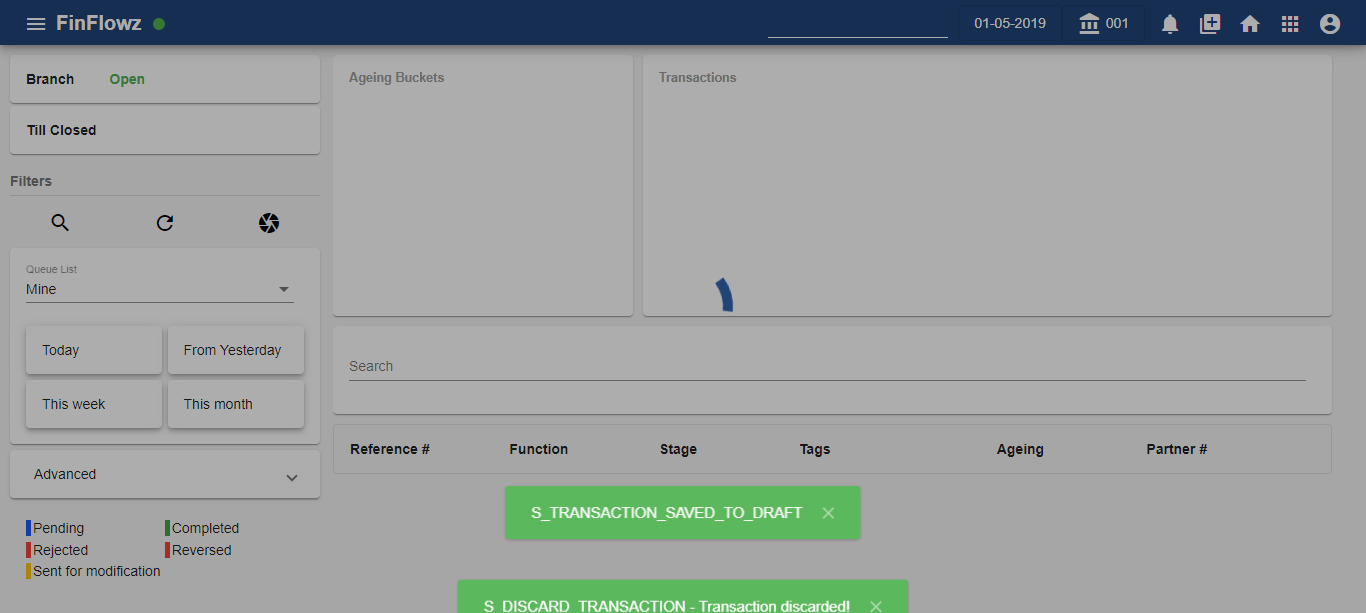 FinFlowz
01-05-2019
001
Branch Open
Till Closed
Filters
Queue List
Mine
Today From Yesterday
This week This month
Advanced
Pending Completed
Rejected Reversed
Sent for modification
Ageing Buckets
Transactions
Search
Reference # Function Stage Tags Ageing Partner #
S_TRANSACTION_SAVED_TO_DRAFT
S_DISCARD_TRANSACTION - Transaction discarded!